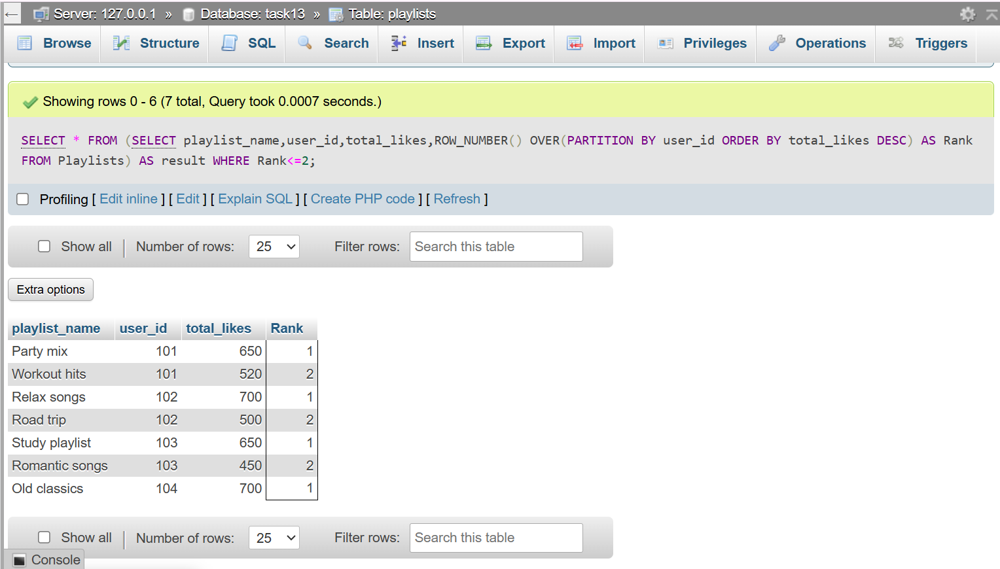 Server: 127.0.0.1 » Database: task13 » Table: playlists
Browse Structure SQL Search Insert Export Import Privileges Operations Triggers
Showing rows 0 - 6 (7 total, Query took 0.0007 seconds.)
SELECT * FROM (SELECT playlist_name,user_id,total_likes,ROW_NUMBER() OVER(PARTITION BY user_id ORDER BY total_likes DESC) AS Rank
FROM Playlists) AS result WHERE Rank<=2;
Profiling [ Edit inline ] [ Edit ] [ Explain SQL ] [ Create PHP code ] [ Refresh ]
Show all | Number of rows: 25 Filter rows: Search this table
Extra options
playlist_name user_id total_likes Rank
Party mix 101 650 1
Workout hits 101 520 2
Relax songs 102 700 1
Road trip 102 500 2
Study playlist 103 650 1
Romantic songs 103 450 2
Old classics 104 700 1
Show all | Number of rows: 25 Filter rows: Search this table
Console